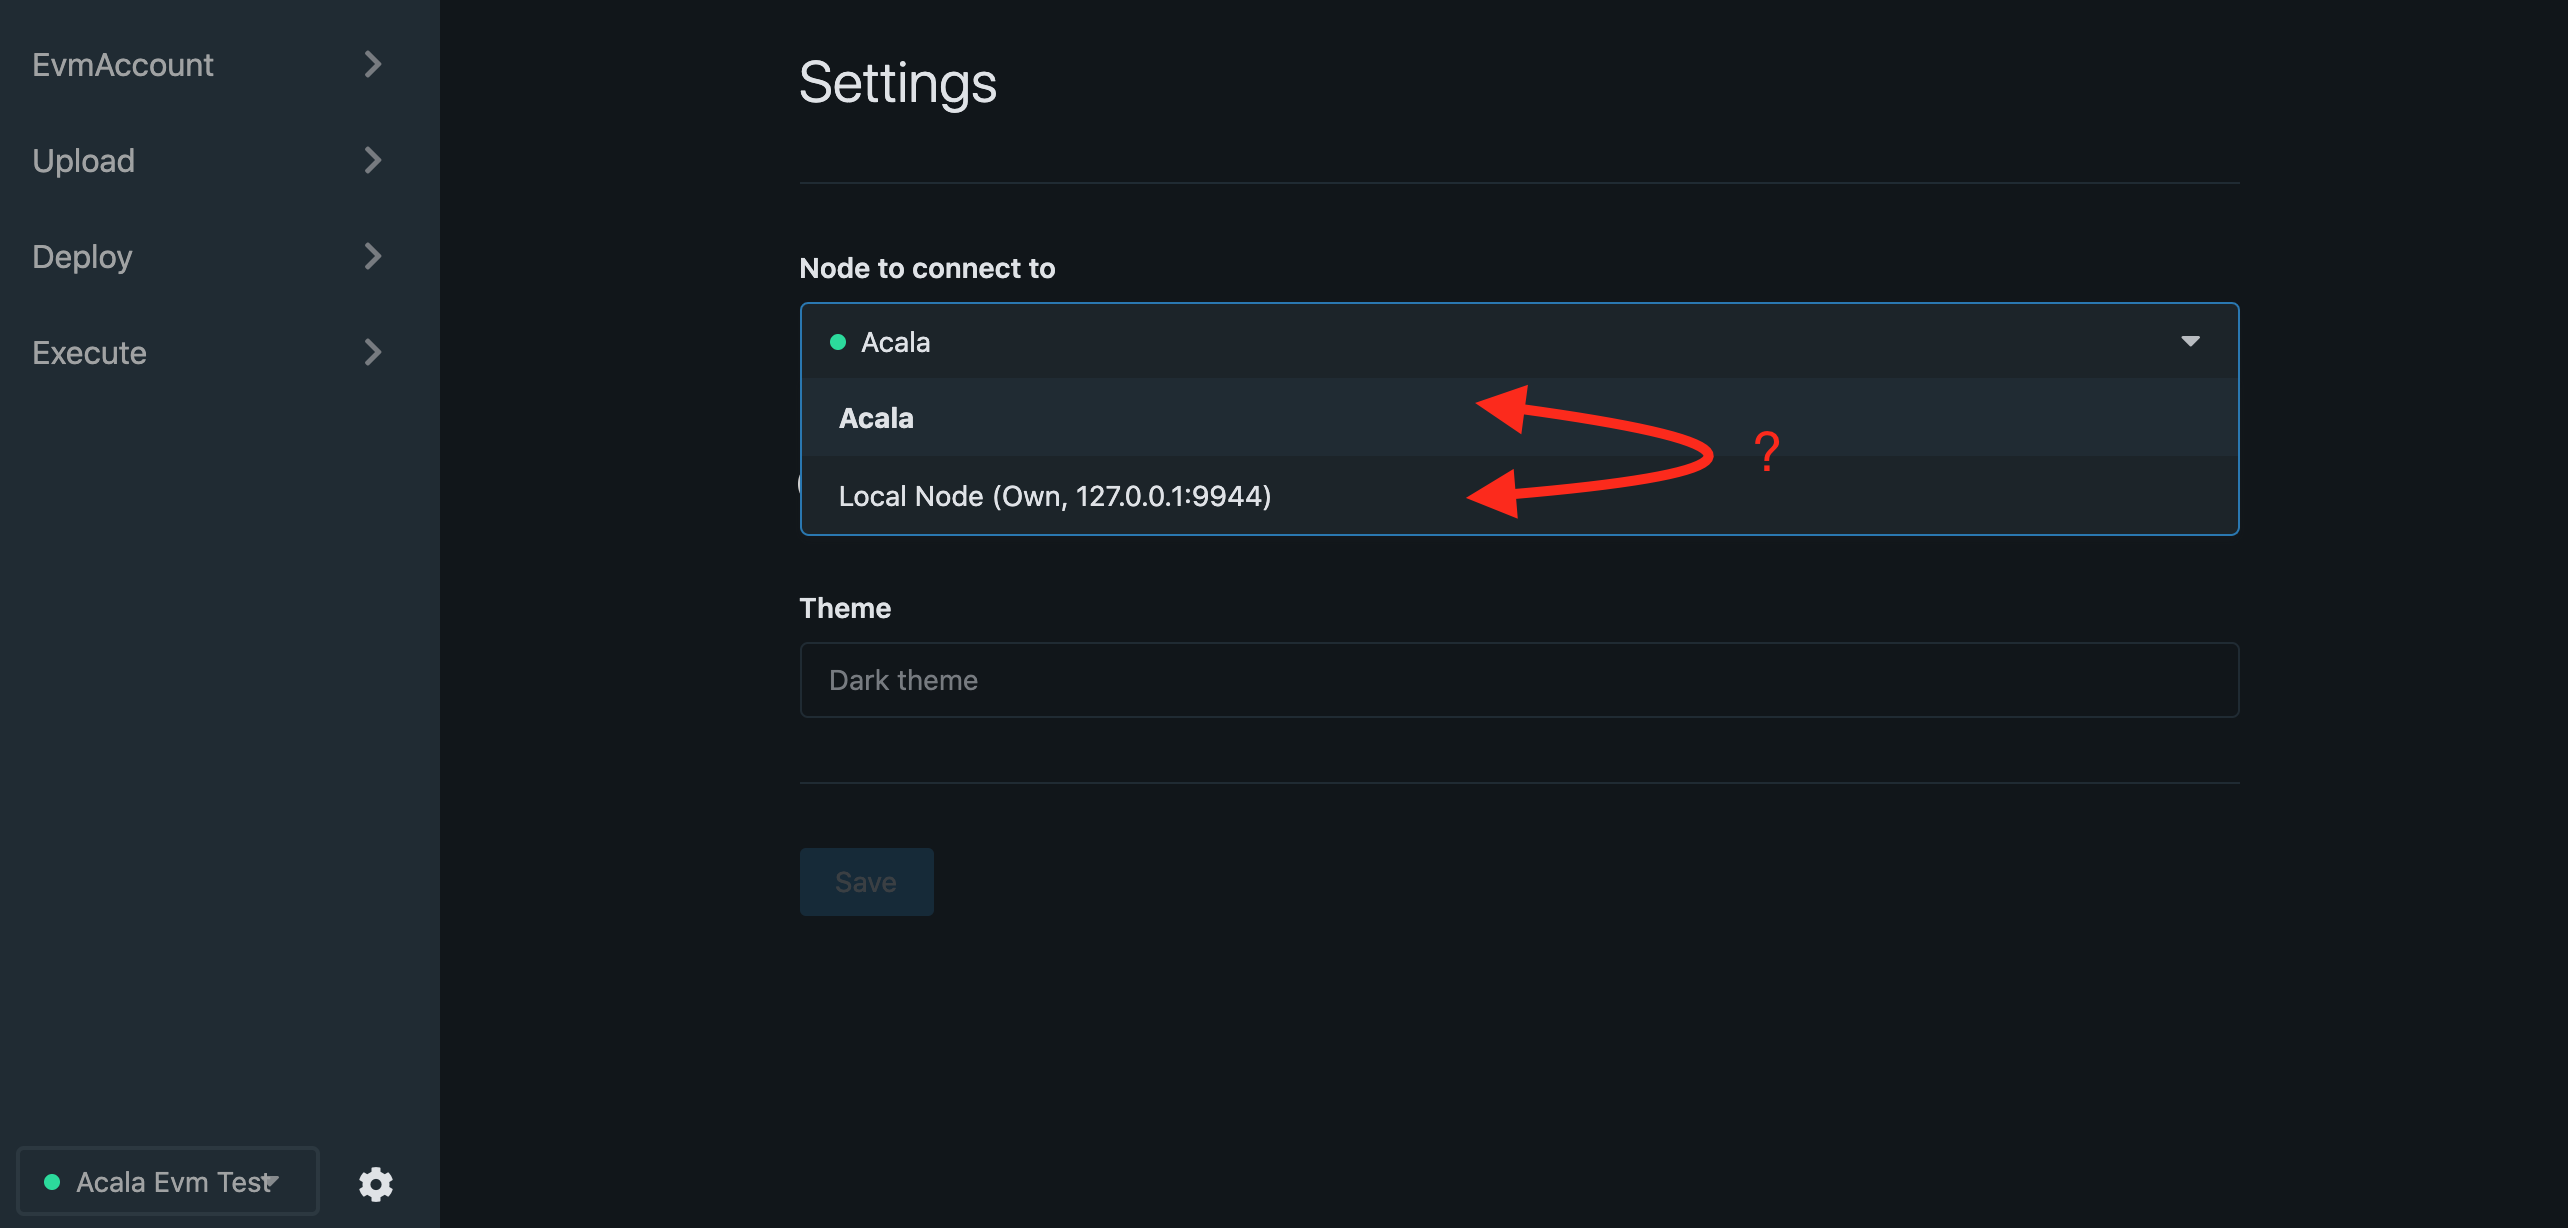 EvmAccount
Upload
Deploy
Execute
Acala Evm Test
Settings
Node to connect to
Acala
Acala
Local Node (Own, 127.0.0.1:9944)
?
Theme
Dark theme
Save